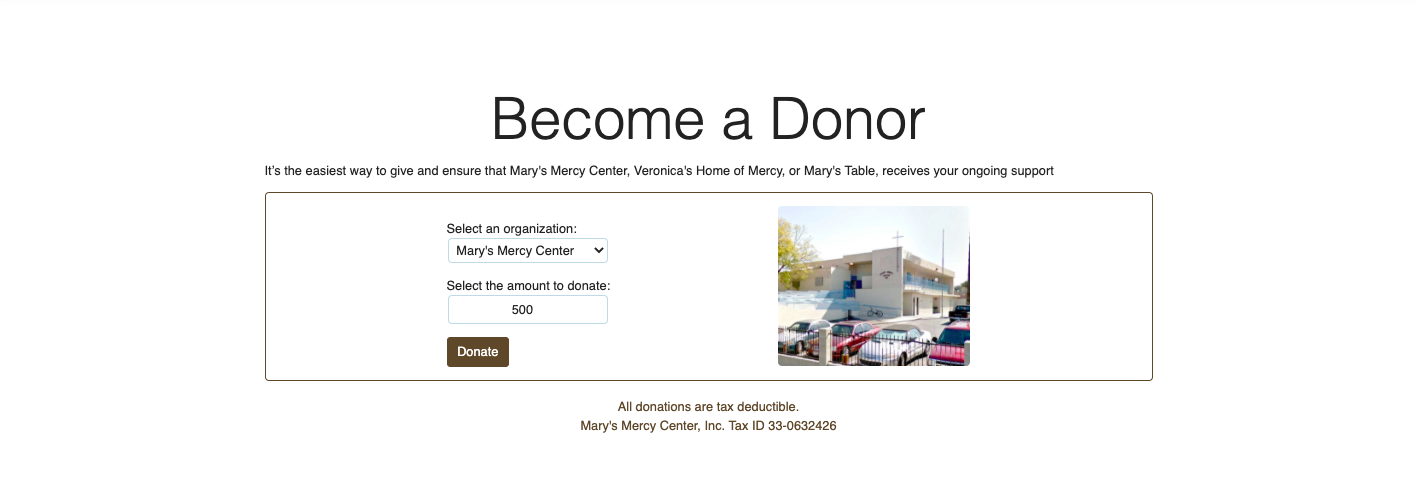 Become a Donor
It’s the easiest way to give and ensure that Mary's Mercy Center, Veronica's Home of Mercy, or Mary's Table, receives your ongoing support
Select an organization:
Mary's Mercy Center
Select the amount to donate:
500
Donate
All donations are tax deductible.
Mary's Mercy Center, Inc. Tax ID 33-0632426